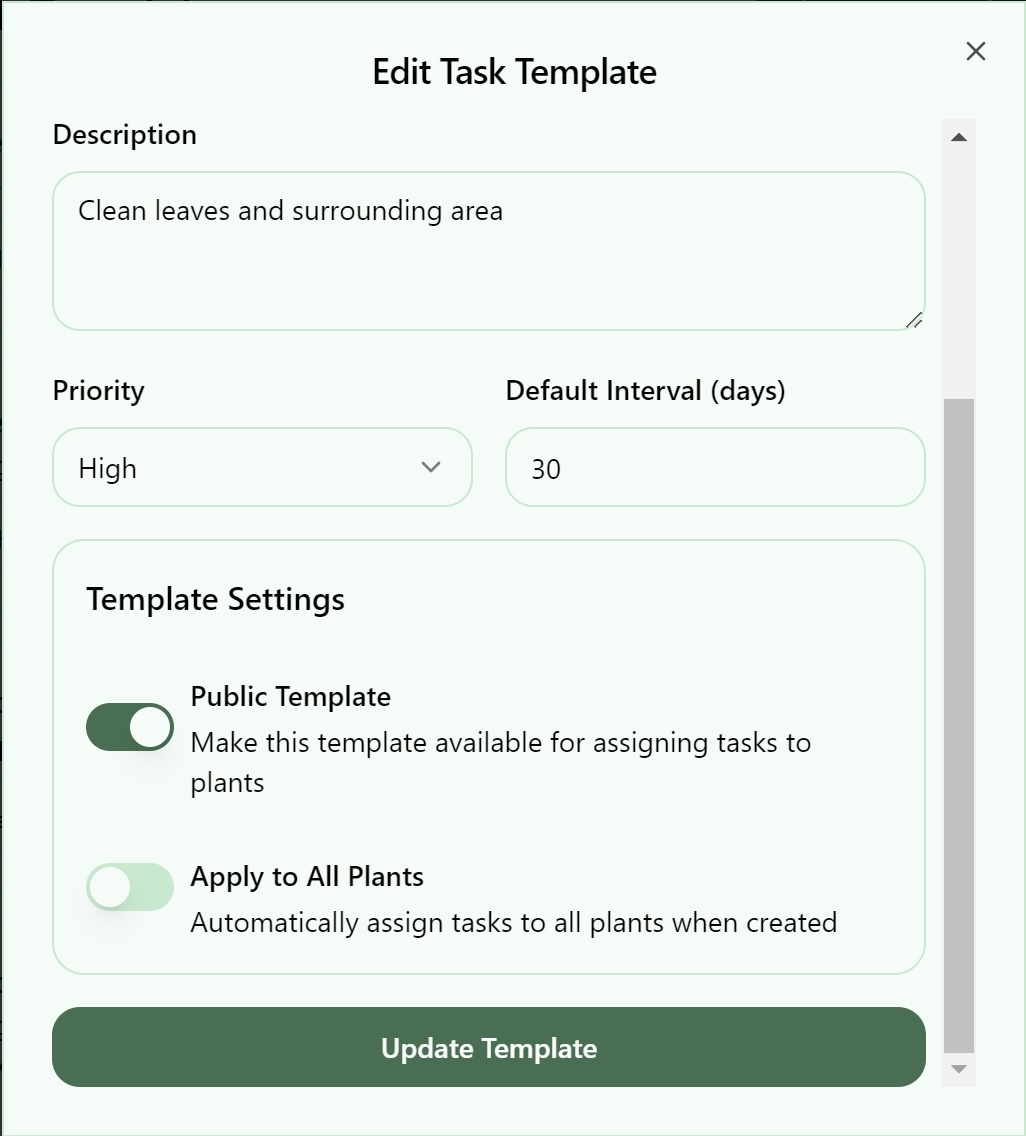 Edit Task Template
Description
Clean leaves and surrounding area
Priority
Default Interval (days)
High
30
Template Settings
Public Template
Make this template available for assigning tasks to
plants
Apply to All Plants
Automatically assign tasks to all plants when created
Update Template